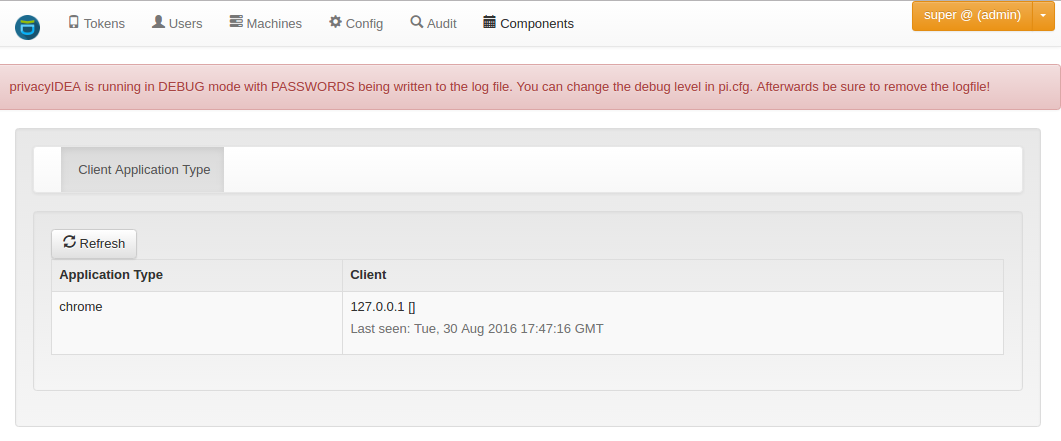 Tokens Users Machines Config Audit Components super @ (admin)
privacyIDEA is running in DEBUG mode with PASSWORDS being written to the log file. You can change the debug level in pi.cfg. Afterwards be sure to remove the logfile!
Client Application Type
Refresh
Application Type Client
chrome 127.0.0.1 []
Last seen: Tue, 30 Aug 2016 17:47:16 GMT